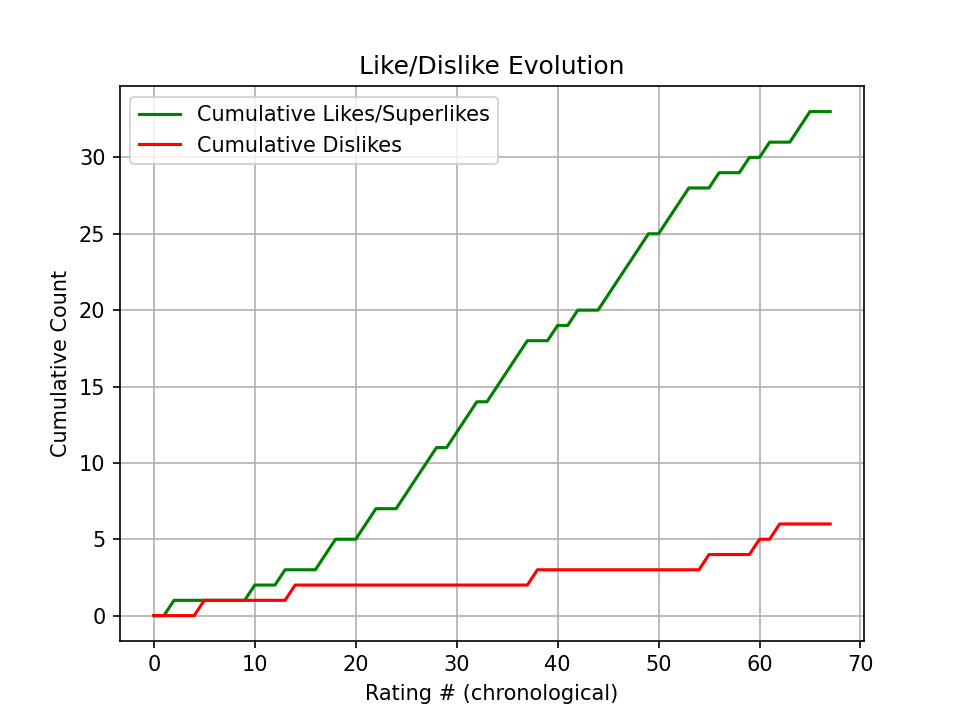 Like/Dislike Evolution
Cumulative Likes/Superlikes
Cumulative Dislikes
Cumulative Count
30
25
20
15
10
5
0
0 10 20 30 40 50 60 70
Rating # (chronological)